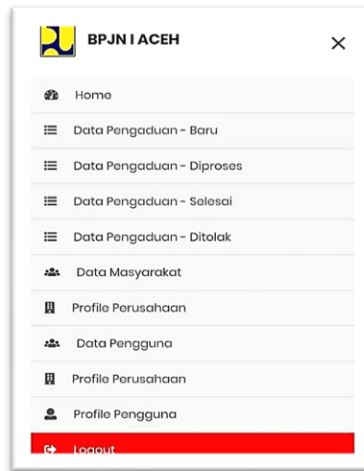 BPJN I ACEH
Home
Data Pengaduan - Baru
Data Pengaduan - Diproses
Data Pengaduan - Selesai
Data Pengaduan - Ditolak
Data Masyarakat
Profile Perusahaan
Data Pengguna
Profile Perusahaan
Profile Pengguna
Logout